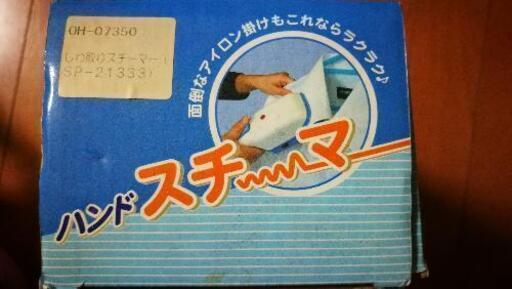 OH-07350
しわ取りスチーマー(
SP-21333)
面倒なアイロン掛けもこれならラクラク♪
ハンド
スチーマー